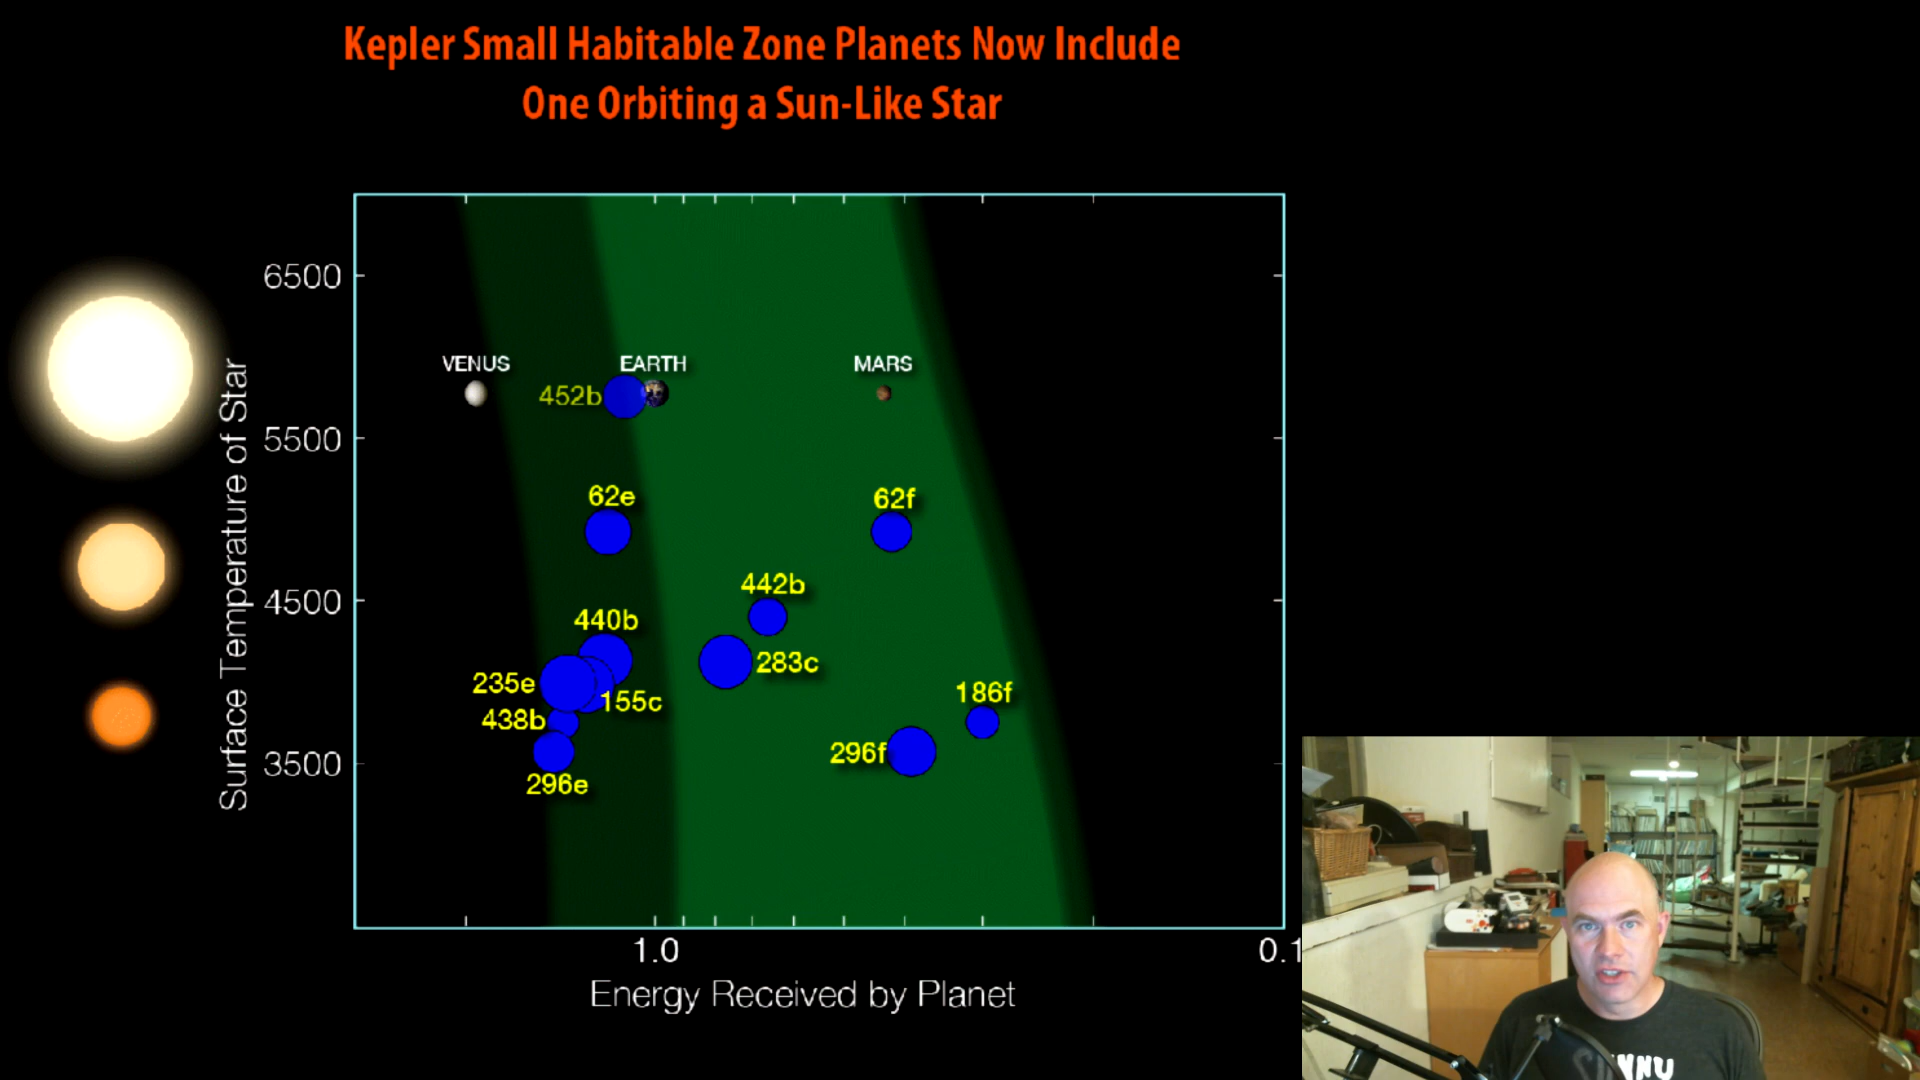 Kepler Small Habitable Zone Planets Now Include
One Orbiting a Sun-Like Star
Surface Temperature of Star
6500
5500
4500
3500
VENUS
EARTH
MARS
452b
62e
62f
442b
440b
283c
235e
155c
438b
186f
296f
296e
1.0
0.1
Energy Received by Planet